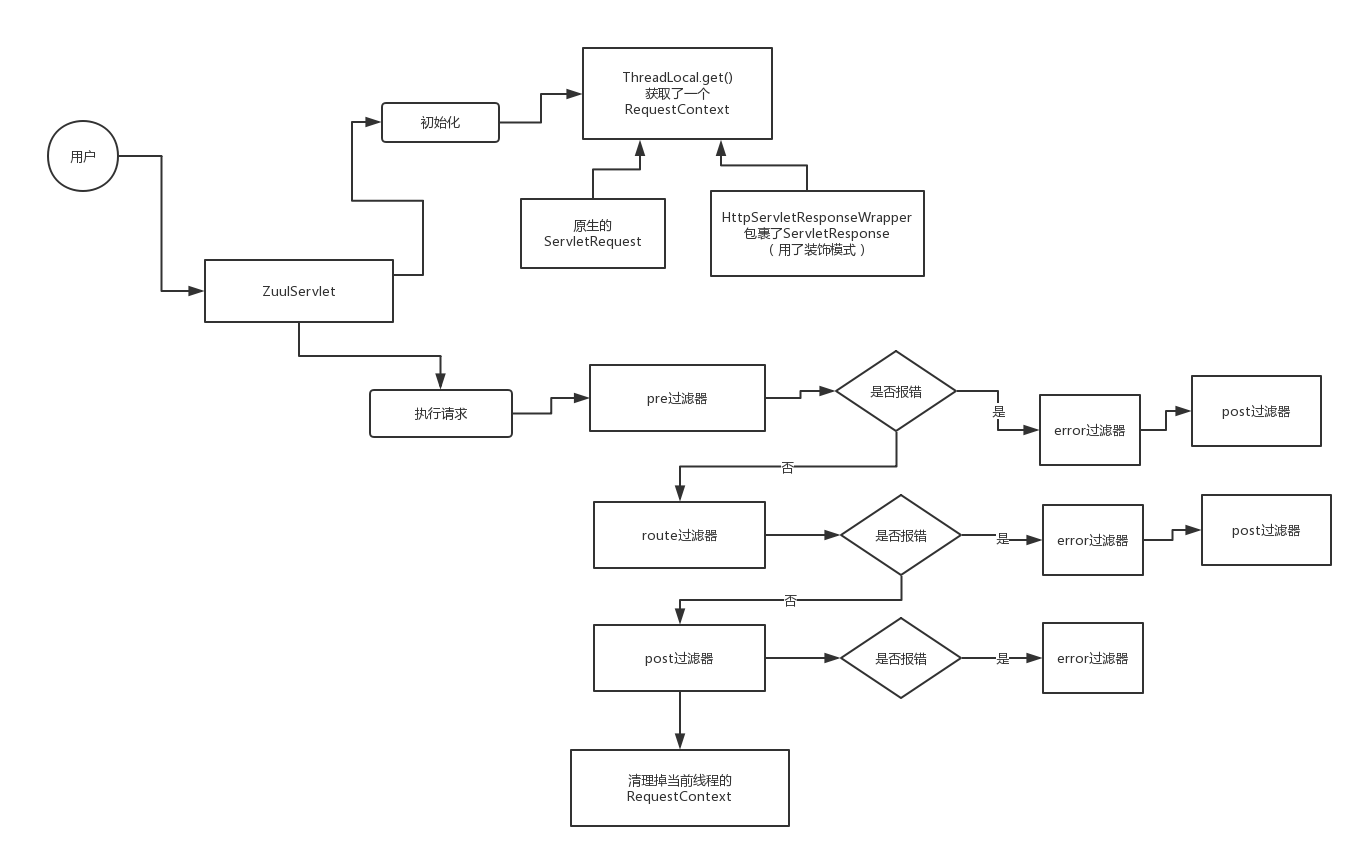 用户
初始化
ThreadLocal.get()
获取了一个
RequestContext
原生的
ServletRequest
HttpServletResponseWrapper
包裹了ServletResponse
（用了装饰模式）
ZuulServlet
执行请求
pre过滤器
是否报错
是
error过滤器
post过滤器
否
route过滤器
是否报错
是
error过滤器
post过滤器
否
post过滤器
是否报错
是
error过滤器
清理掉当前线程的
RequestContext